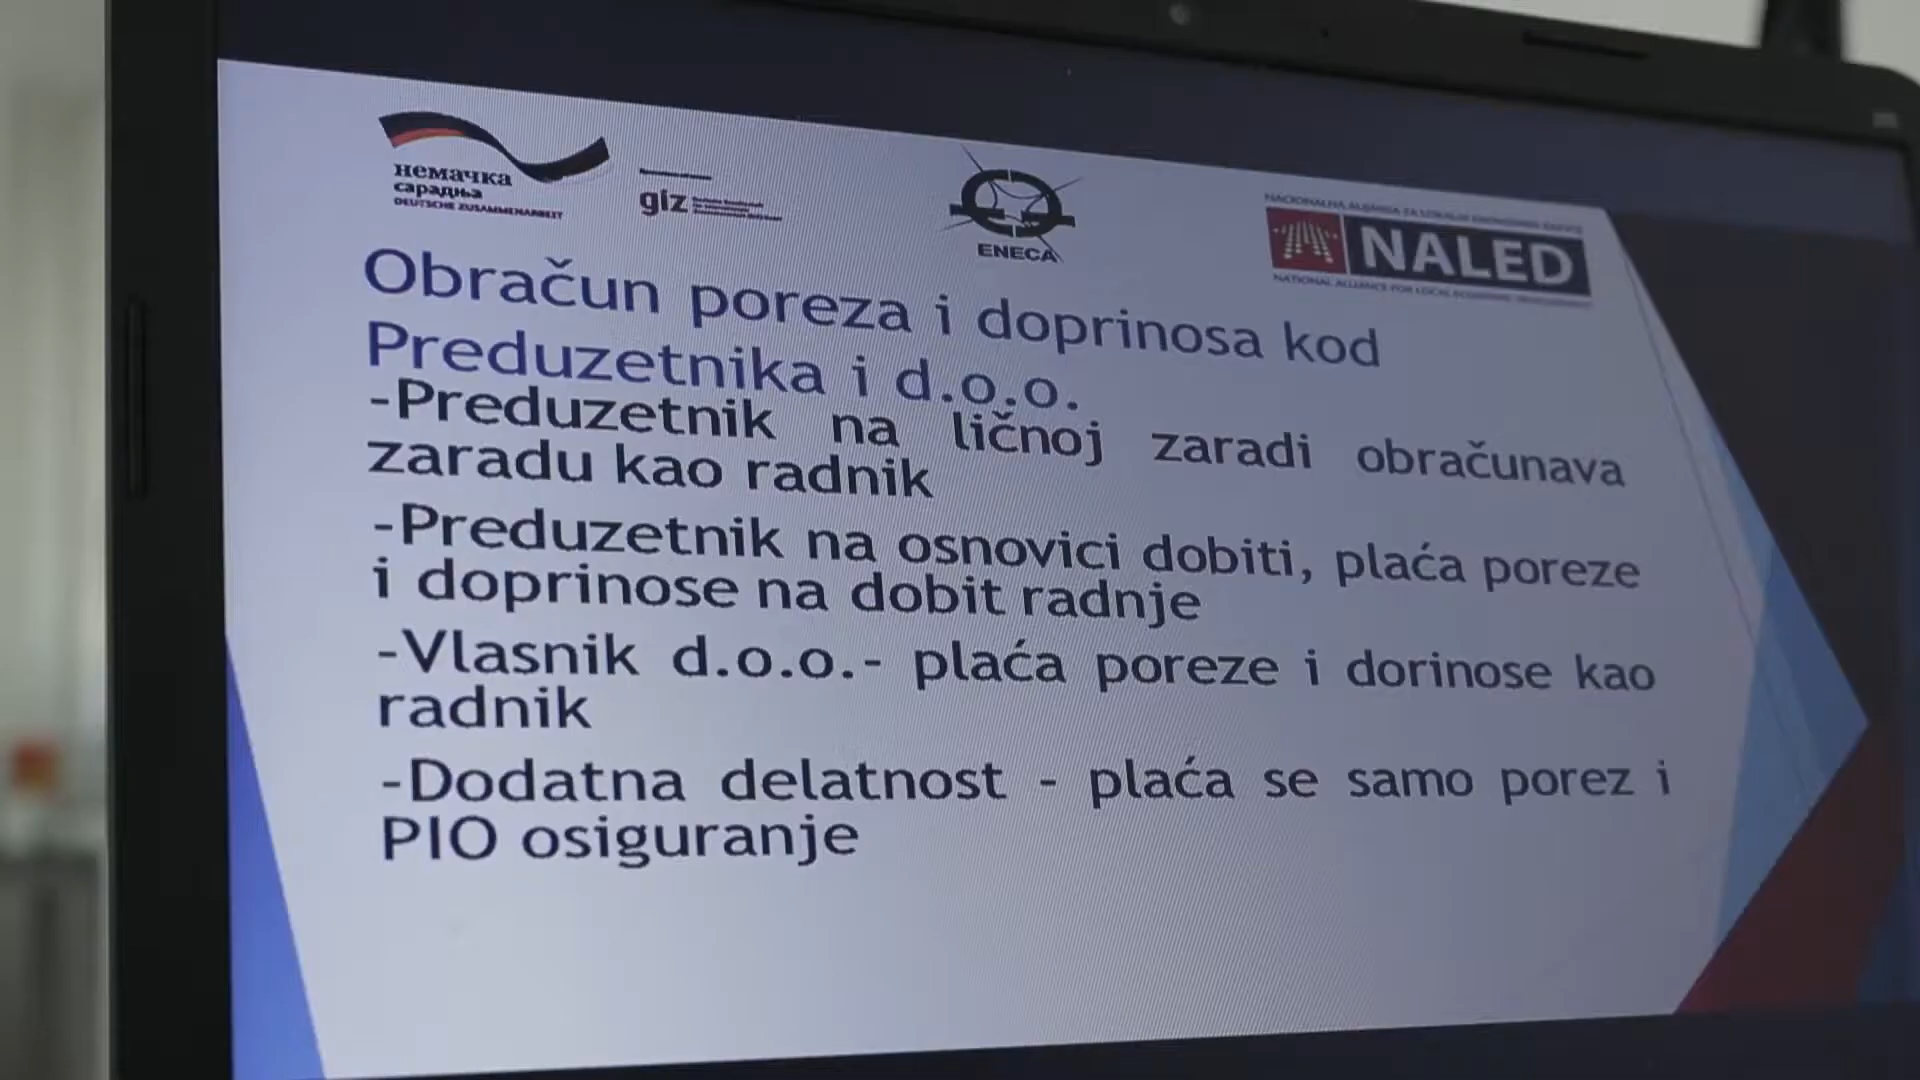 немачка
сарадња
DEUTSCHE ZUSAMMENARBEIT
giz
ENECA
NALED
Obračun poreza i doprinosa kod
Preduzetnika i d.o.o.
-Preduzetnik na ličnoj zaradi obračunava
zaradu kao radnik
-Preduzetnik na osnovici dobiti, plaća poreze
i doprinose na dobit radnje
-Vlasnik d.o.o.- plaća poreze i dorinose kao
radnik
-Dodatna delatnost - plaća se samo porez i
PIO osiguranje